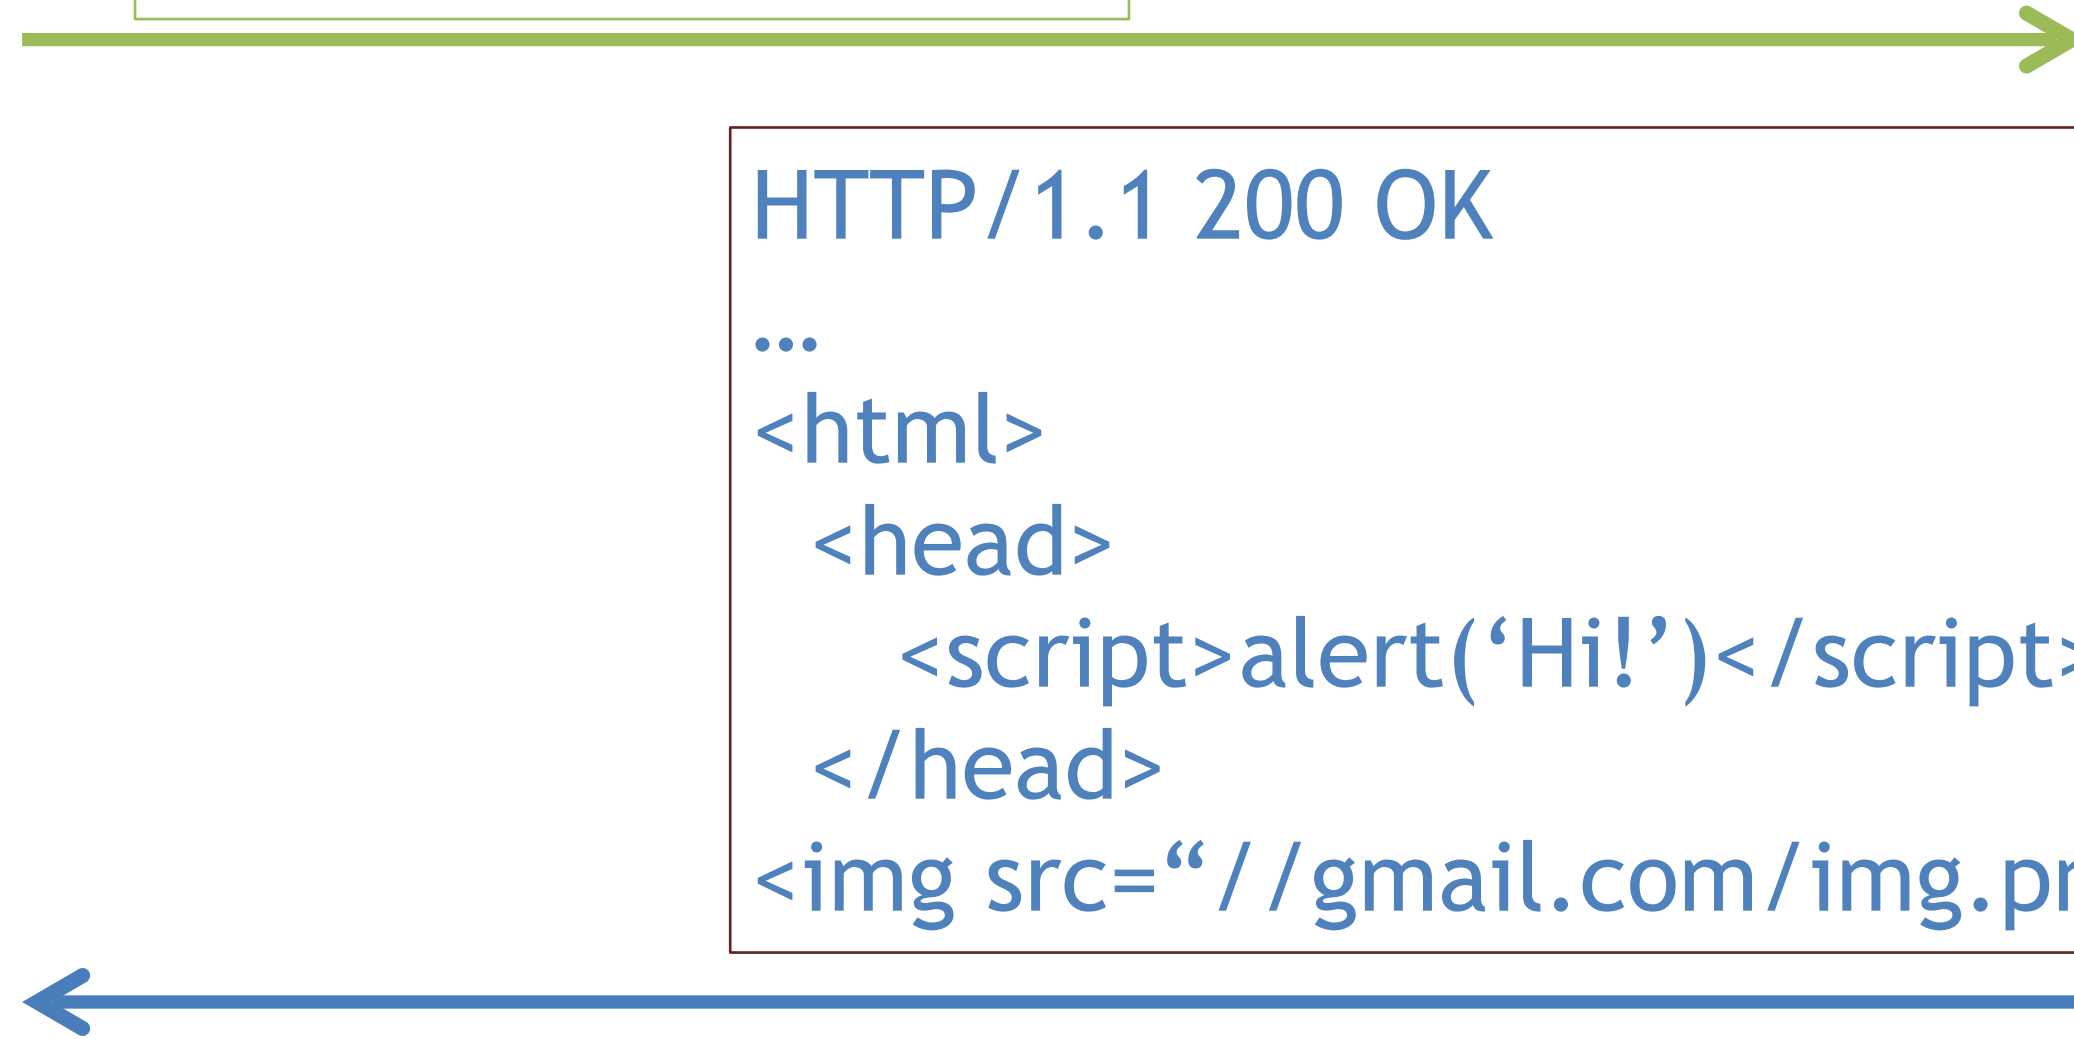 HTTP/1.1 200 OK
…
<html>
<head>
<script>alert(‘Hi!’)</script>
</head>
<img src=“//gmail.com/img.p